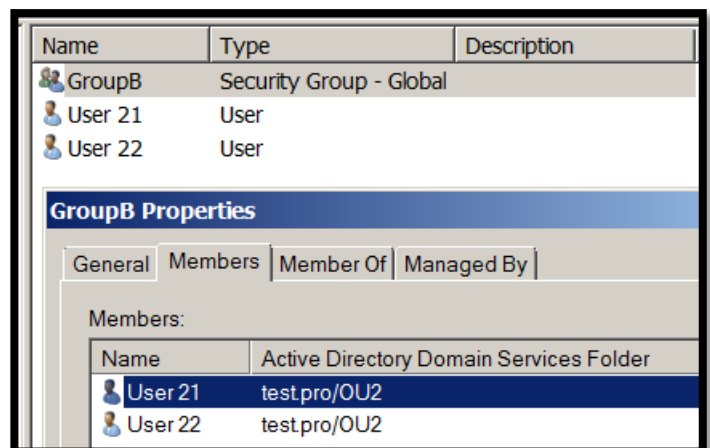 Name Type Description
GroupB Security Group - Global
User 21 User
User 22 User
GroupB Properties
General Members Member Of Managed By
Members:
Name Active Directory Domain Services Folder
User 21 test.pro/OU2
User 22 test.pro/OU2